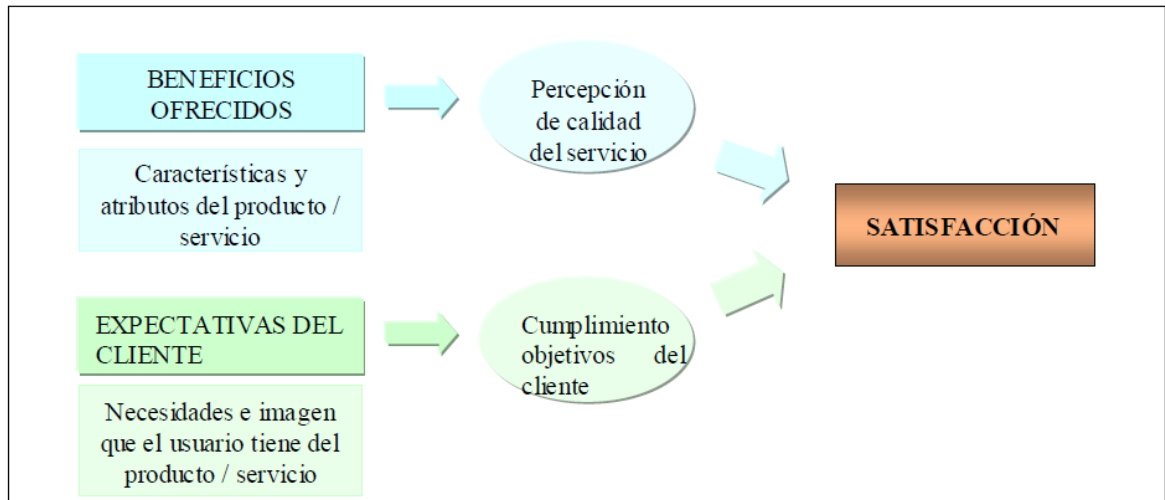 BENEFICIOS
OFRECIDOS
Características y
atributos del producto /
servicio
Percepción
de calidad
del servicio
EXPECTATIVAS DEL
CLIENTE
Necesidades e imagen
que el usuario tiene del
producto / servicio
Cumplimiento
objetivos del
cliente
SATISFACCIÓN